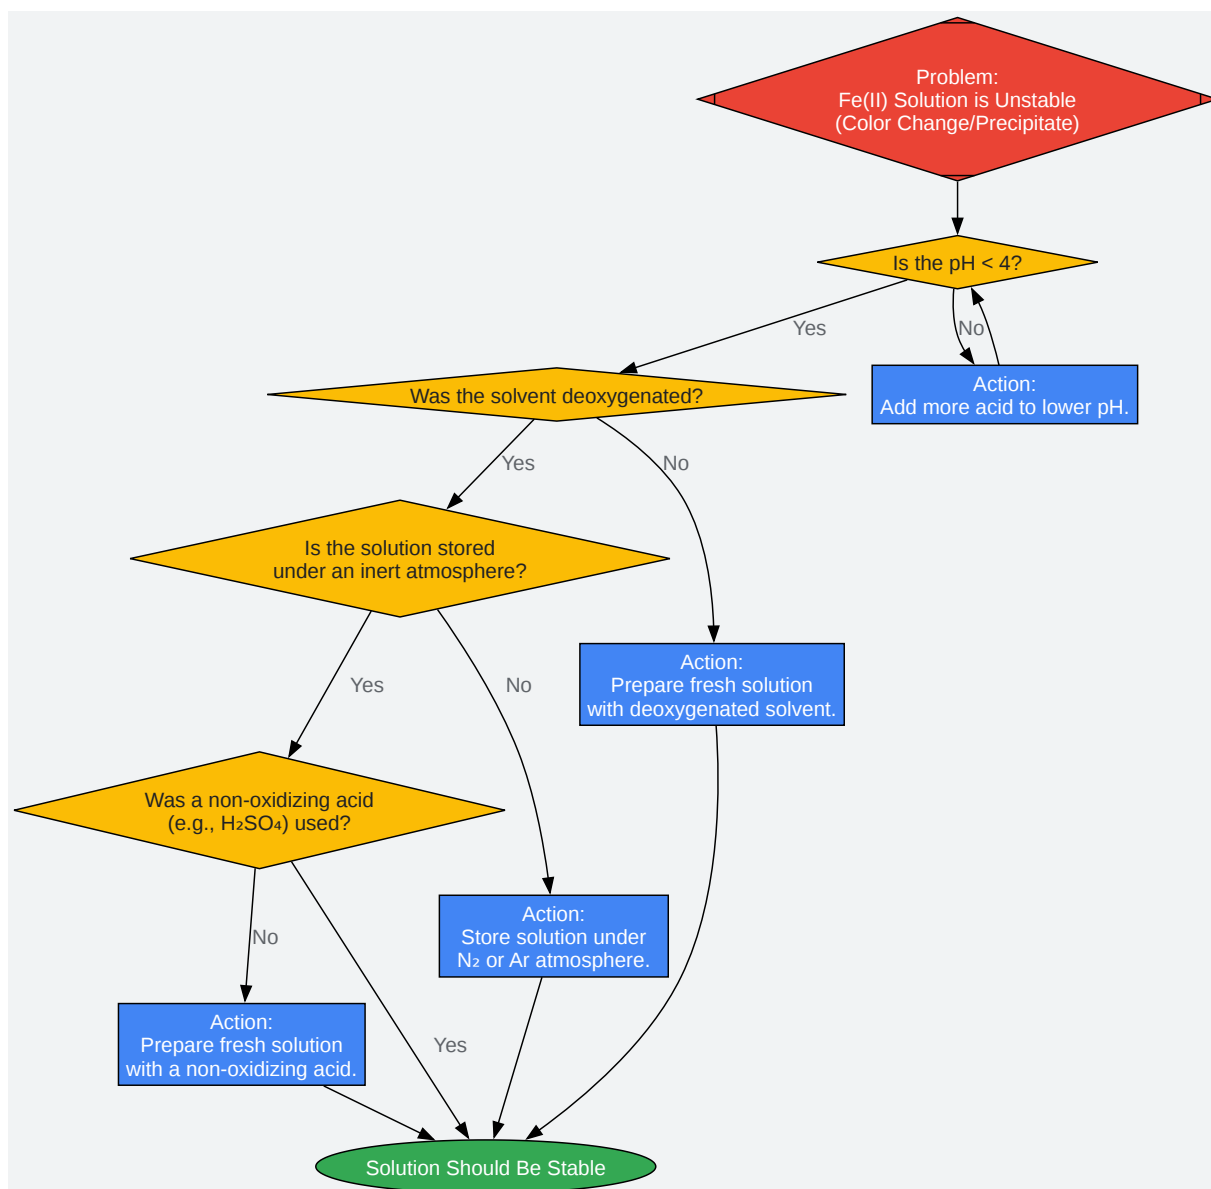 Problem:
Fe(II) Solution is Unstable
(Color Change/Precipitate)
Is the pH < 4?
Yes
No
Action:
Add more acid to lower pH.
Was the solvent deoxygenated?
Yes
No
Is the solution stored
under an inert atmosphere?
Action:
Prepare fresh solution
with deoxygenated solvent.
Yes
No
Was a non-oxidizing acid
(e.g., H₂SO₄) used?
Action:
Store solution under
N₂ or Ar atmosphere.
No
Yes
Action:
Prepare fresh solution
with a non-oxidizing acid.
Solution Should Be Stable